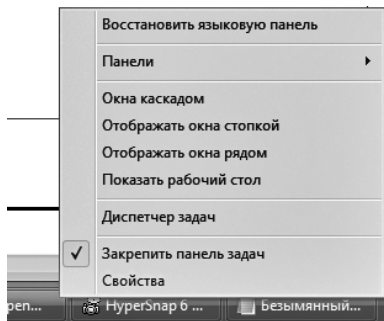 Восстановить языковую панель
Панели
Окна каскадом
Отображать окна стопкой
Отображать окна рядом
Показать рабочий стол
Диспетчер задач
Закрепить панель задач
Свойства
pen... HyperSnap 6 ... Безымянный...